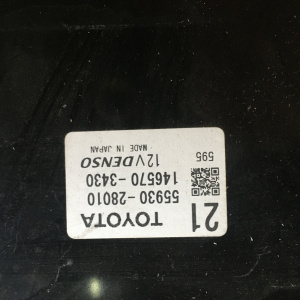 21
TOYOTA
55930-28010
146570-3430
12V DENSO
MADE IN JAPAN
595